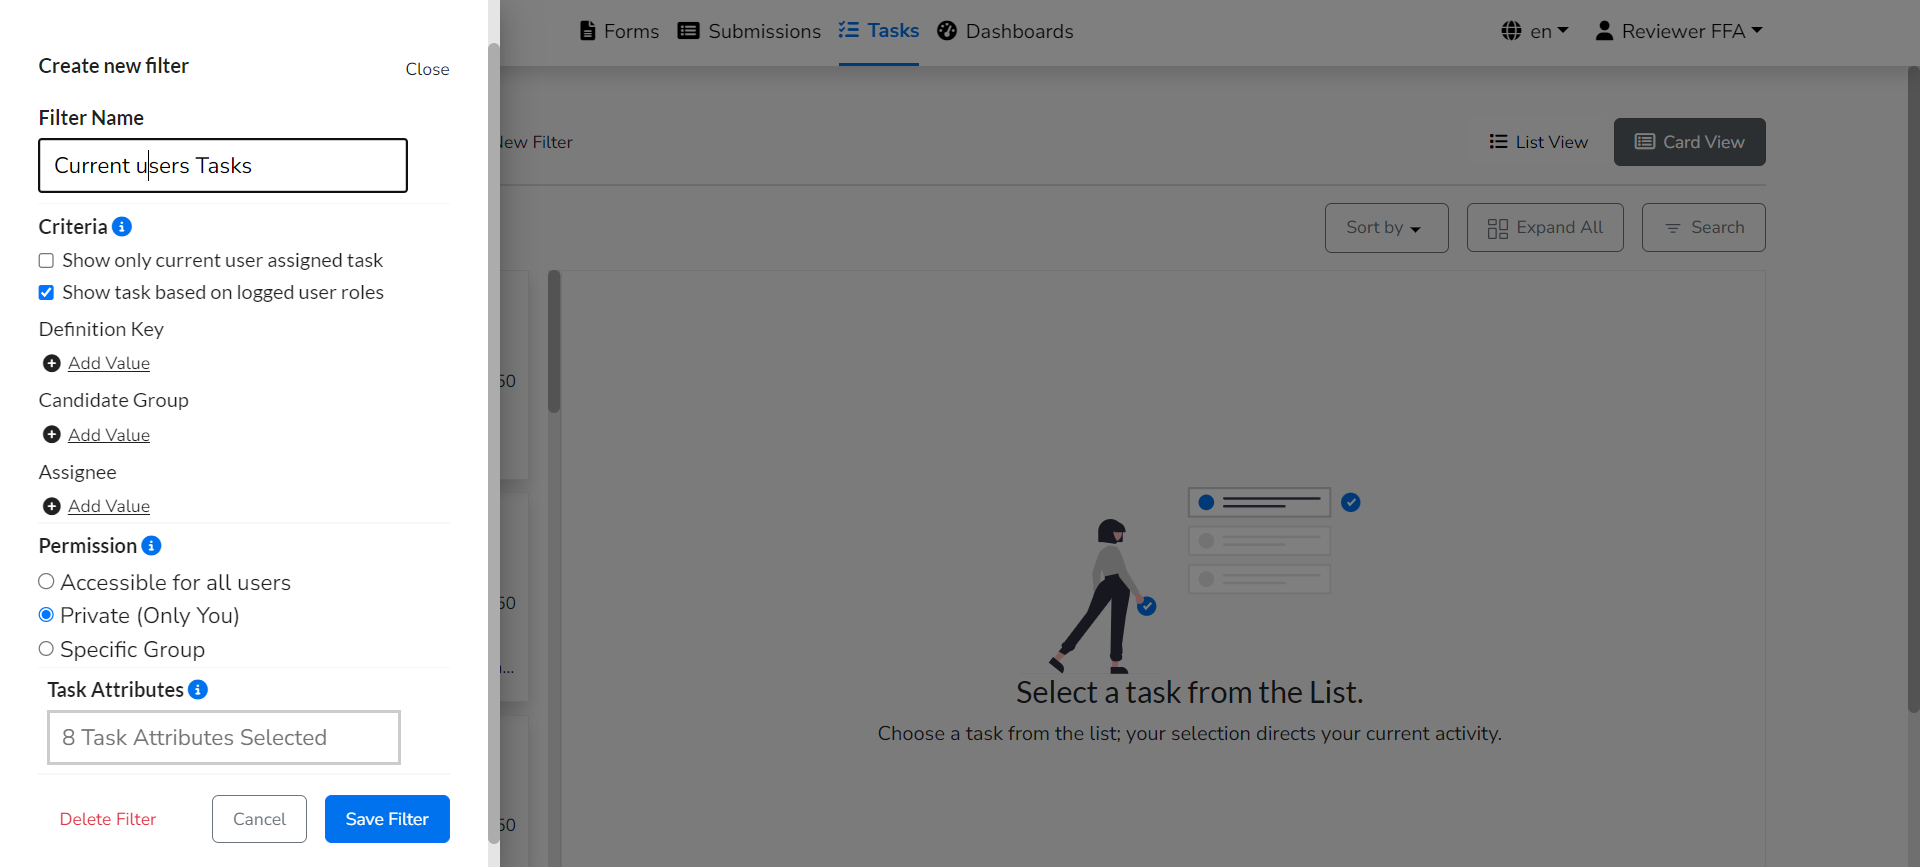 Forms Submissions Tasks Dashboards en Reviewer FFA
Create new filter Close
Filter Name
Current users Tasks
Criteria
Show only current user assigned task
Show task based on logged user roles
Definition Key
Add Value
Candidate Group
Add Value
Assignee
Add Value
Permission
Accessible for all users
Private (Only You)
Specific Group
Task Attributes
8 Task Attributes Selected
Delete Filter Cancel Save Filter
Filter List View Card View
Sort by Expand All Search
Select a task from the List.
Choose a task from the list; your selection directs your current activity.